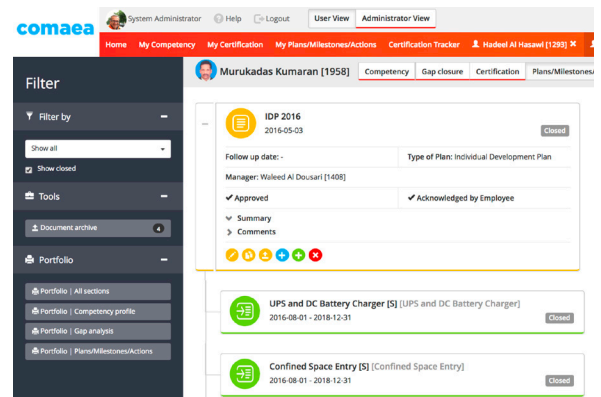 comaea
System Administrator Help Logout User View Administrator View
Home My Competency My Certification My Plans/Milestones/Actions Certification Tracker Hadeel Al Hasawi [1293] ×
Murukadas Kumaran [1958] Competency Gap closure Certification Plans/Milestones/
Filter
Filter by
Show all
Show closed
Tools
Document archive 4
Portfolio
Portfolio | All sections
Portfolio | Competency profile
Portfolio | Gap analysis
Portfolio | Plans/Milestones/Actions
IDP 2016
2016-05-03 Closed
Follow up date: - Type of Plan: Individual Development Plan
Manager: Waleed Al Dousari [1408]
✔ Approved ✔ Acknowledged by Employee
Summary
Comments
UPS and DC Battery Charger [S] [UPS and DC Battery Charger]
2016-08-01 - 2018-12-31 Closed
Confined Space Entry [S] [Confined Space Entry]
2016-08-01 - 2018-12-31 Closed